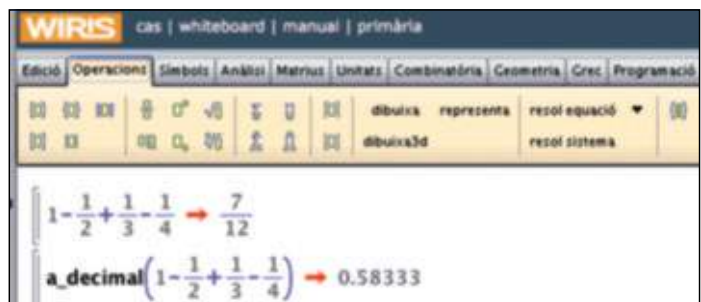 WIRIS cas | whiteboard | manual | primària
Edició Operacions Símbols Anàlisi Matrius Unitats Combinatòria Geometria Grec Programació
dibuixa representa resol equació
dibuixa3d resol sistema
1-1/2+1/3-1/4 → 7/12
a_decimal(1-1/2+1/3-1/4) → 0.58333